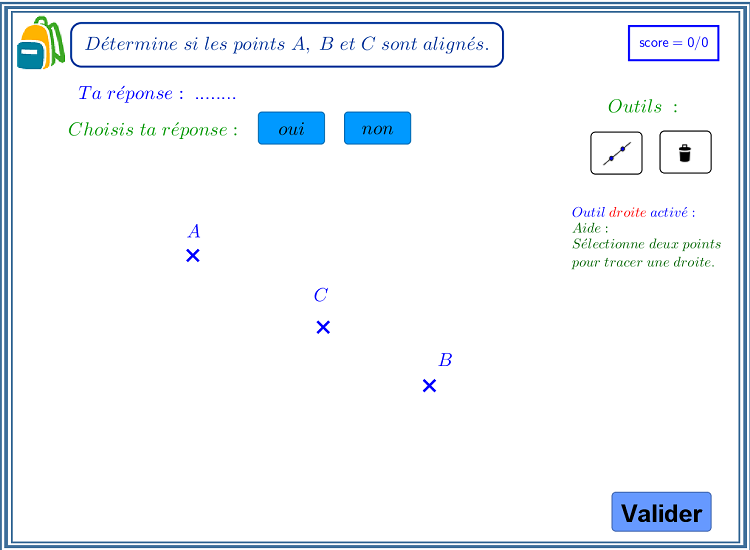 Détermine si les points A, B et C sont alignés.
score = 0/0
Ta réponse : ........
Choisis ta réponse :
oui
non
Outils :
Outil droite activé :
Aide :
Sélectionne deux points
pour tracer une droite.
A
C
B
Valider